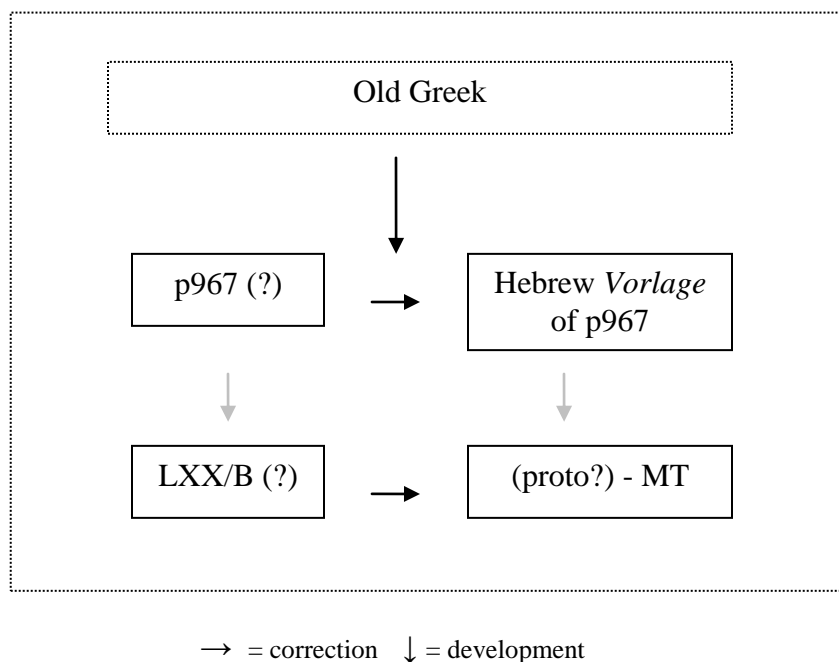 Old Greek
p967 (?)
Hebrew Vorlage
of p967
LXX/B (?)
(proto?) - MT
→ = correction ↓ = development